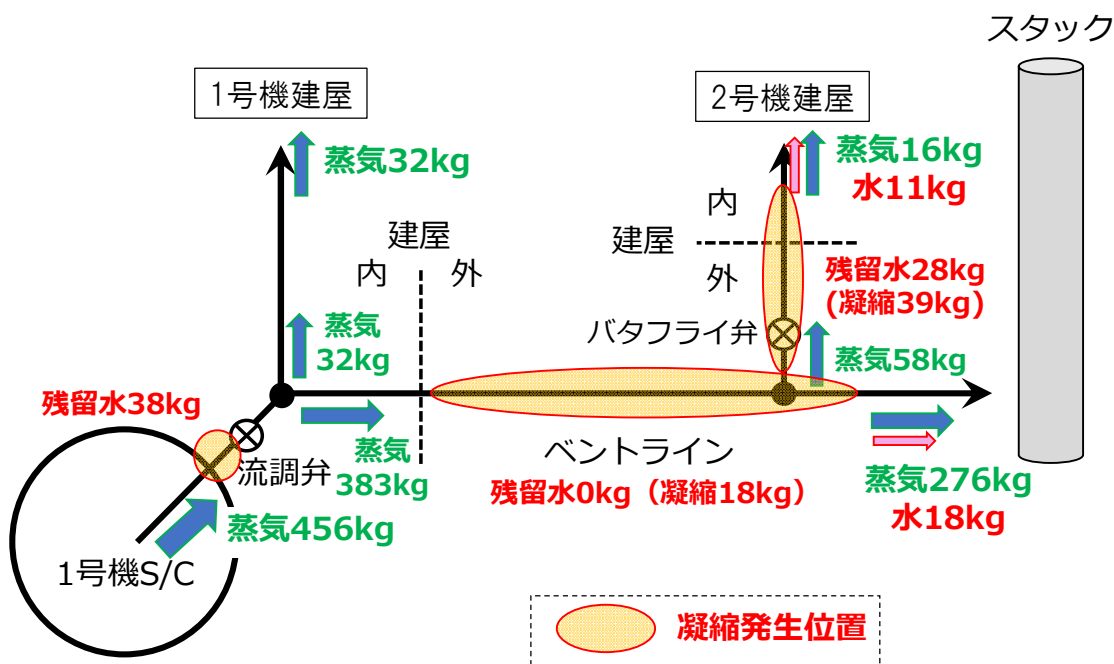 スタック
1号機建屋
2号機建屋
蒸気32kg
蒸気16kg
水11kg
建屋
内
外
内
建屋
外
残留水28kg
(凝縮39kg)
バタフライ弁
蒸気58kg
蒸気
32kg
残留水38kg
流調弁
蒸気
383kg
ベントライン
残留水0kg（凝縮18kg）
蒸気276kg
水18kg
蒸気456kg
1号機S/C
凝縮発生位置